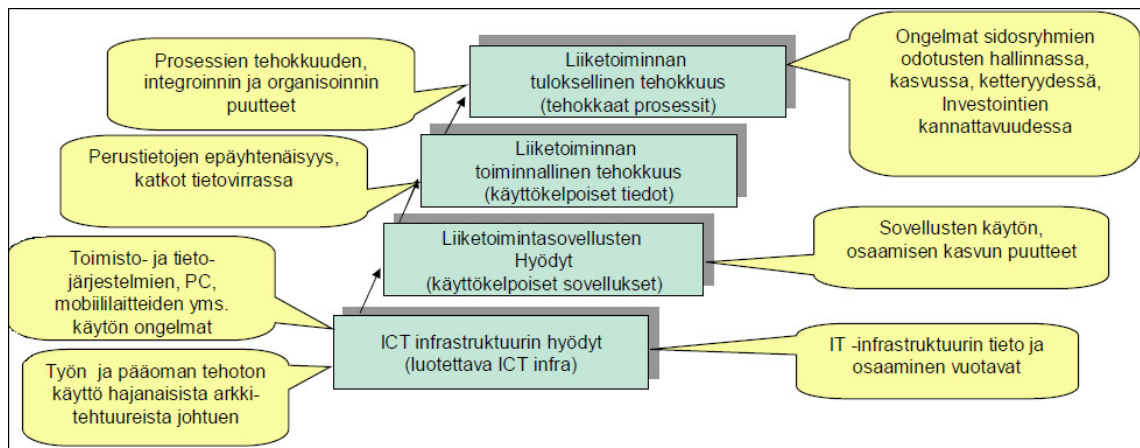 Prosessien tehokkuuden,
integroinnin ja organisoinnin
puutteet
Liiketoiminnan
tuloksellinen tehokkuus
(tehokkaat prosessit)
Ongelmat sidosryhmien
odotusten hallinnassa,
kasvussa, ketteryydessä,
Investointien
kannattavuudessa
Perustietojen epäyhtenäisyys,
katkot tietovirrassa
Liiketoiminnan
toiminnallinen tehokkuus
(käyttökelpoiset tiedot)
Liiketoimintasovellusten
Hyödyt
(käyttökelpoiset sovellukset)
Sovellusten käytön,
osaamisen kasvun puutteet
Toimisto- ja tieto-
järjestelmien, PC,
mobiililaitteiden yms.
käytön ongelmat
ICT infrastruktuurin hyödyt
(luotettava ICT infra)
IT -infrastruktuurin tieto ja
osaaminen vuotavat
Työn ja pääoman tehoton
käyttö hajanaisista arkki-
tehtuureista johtuen